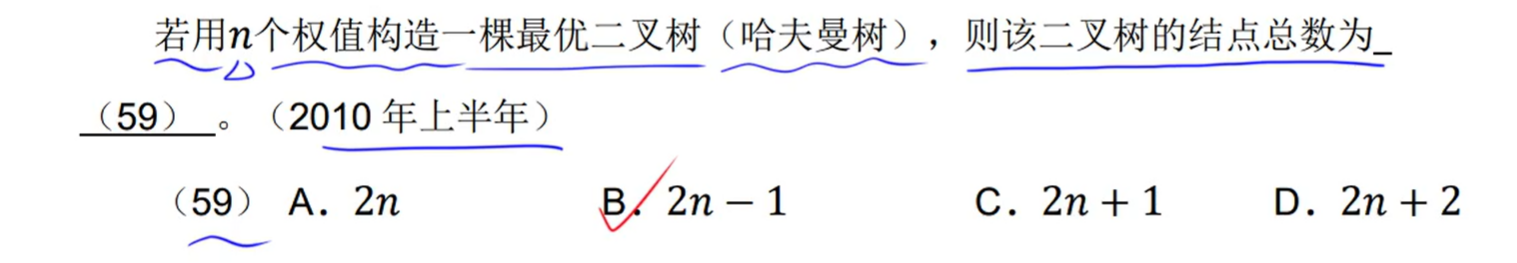 若用n个权值构造一棵最优二叉树（哈夫曼树），则该二叉树的结点总数为_
（59）。（2010 年上半年）
（59） A．2n B．2n − 1 C．2n + 1 D．2n + 2